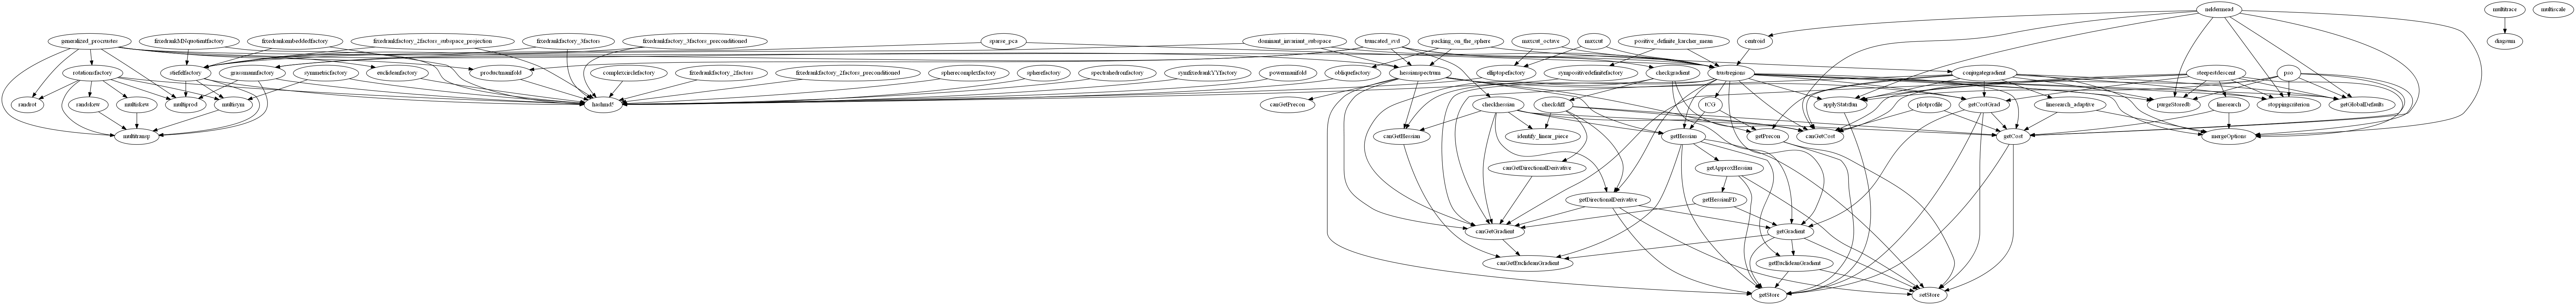 neldermead
multitrace
multiscale
generalized_procrustes
fixedrankMNquotientfactory
fixedrankembeddedfactory
fixedrankfactory_2factors_subspace_projection
fixedrankfactory_3factors
fixedrankfactory_3factors_preconditioned
sparse_pca
dominant_invariant_subspace
truncated_svd
packing_on_the_sphere
maxcut_octave
maxcut
positive_definite_karcher_mean
centroid
diagsum
rotationsfactory
stiefelfactory
grassmannfactory
symmetricfactory
euclideanfactory
productmanifold
complexcirclefactory
fixedrankfactory_2factors
fixedrankfactory_2factors_preconditioned
spherecomplexfactory
spherefactory
spectrahedronfactory
symfixedrankYYfactory
powermanifold
obliquefactory
hessianspectrum
elliptopefactory
sympositivedefinitefactory
checkgradient
trustregions
conjugategradient
steepestdescent
pso
randrot
randskew
multiskew
multiprod
multisym
hashmd5
canGetPrecon
checkhessian
checkdiff
tCG
applyStatsfun
plotprofile
getCostGrad
linesearch_adaptive
purgeStoredb
linesearch
stoppingcriterion
getGlobalDefaults
multitransp
canGetHessian
identify_linear_piece
getHessian
getPrecon
canGetCost
getCost
mergeOptions
canGetDirectionalDerivative
getApproxHessian
getDirectionalDerivative
getHessianFD
canGetGradient
getGradient
canGetEuclideanGradient
getEuclideanGradient
getStore
setStore